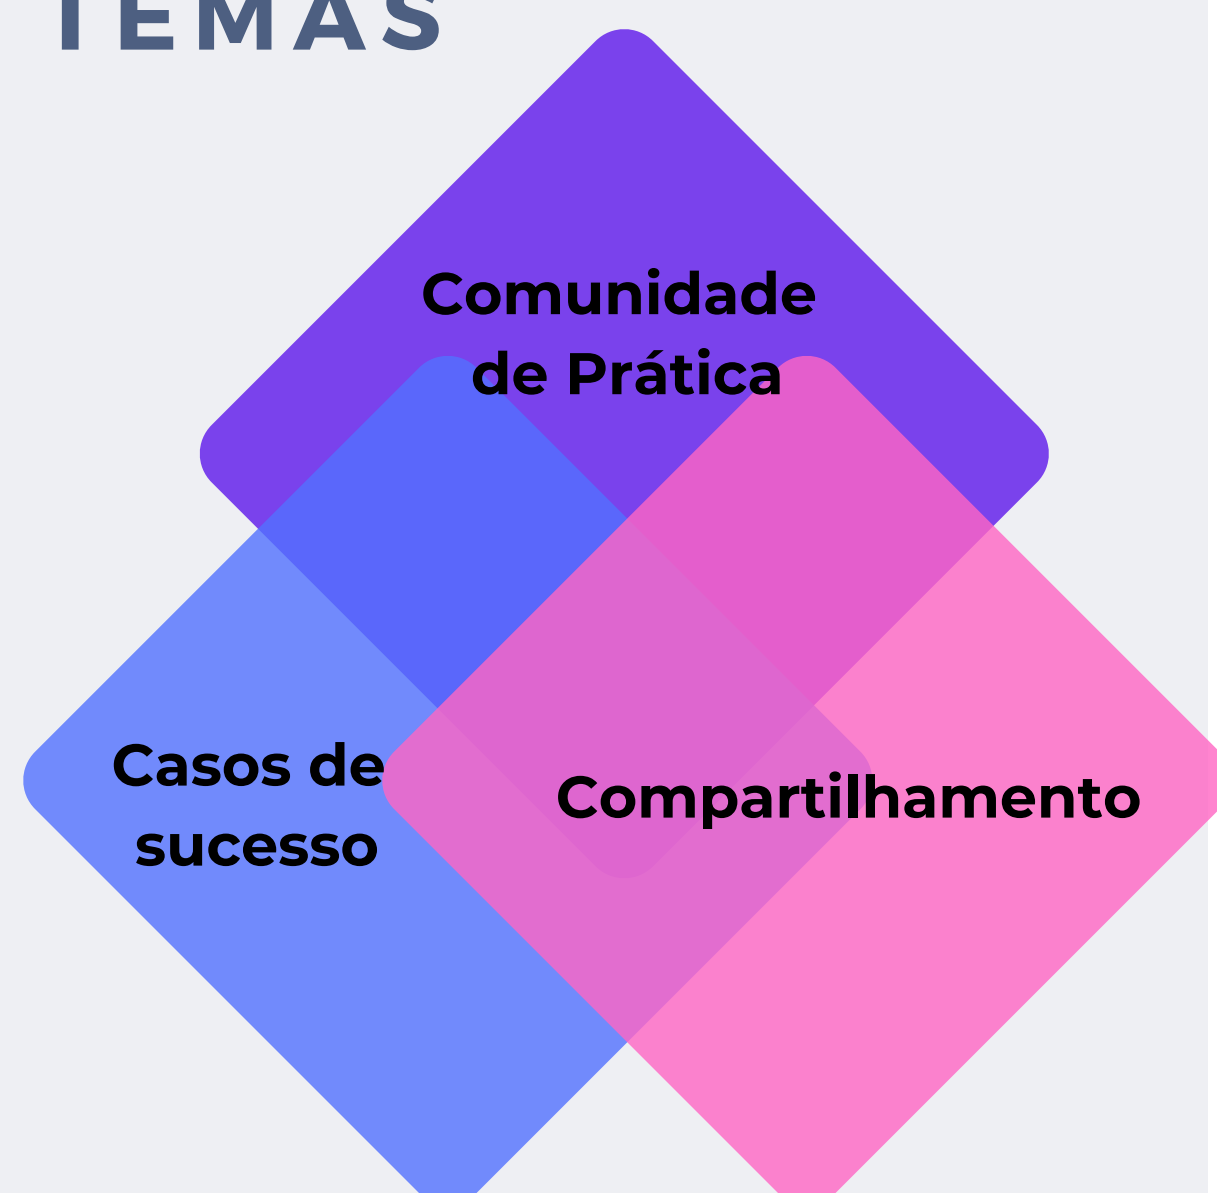 TEMAS
Comunidade
de Prática
Casos de
sucesso
Compartilhamento